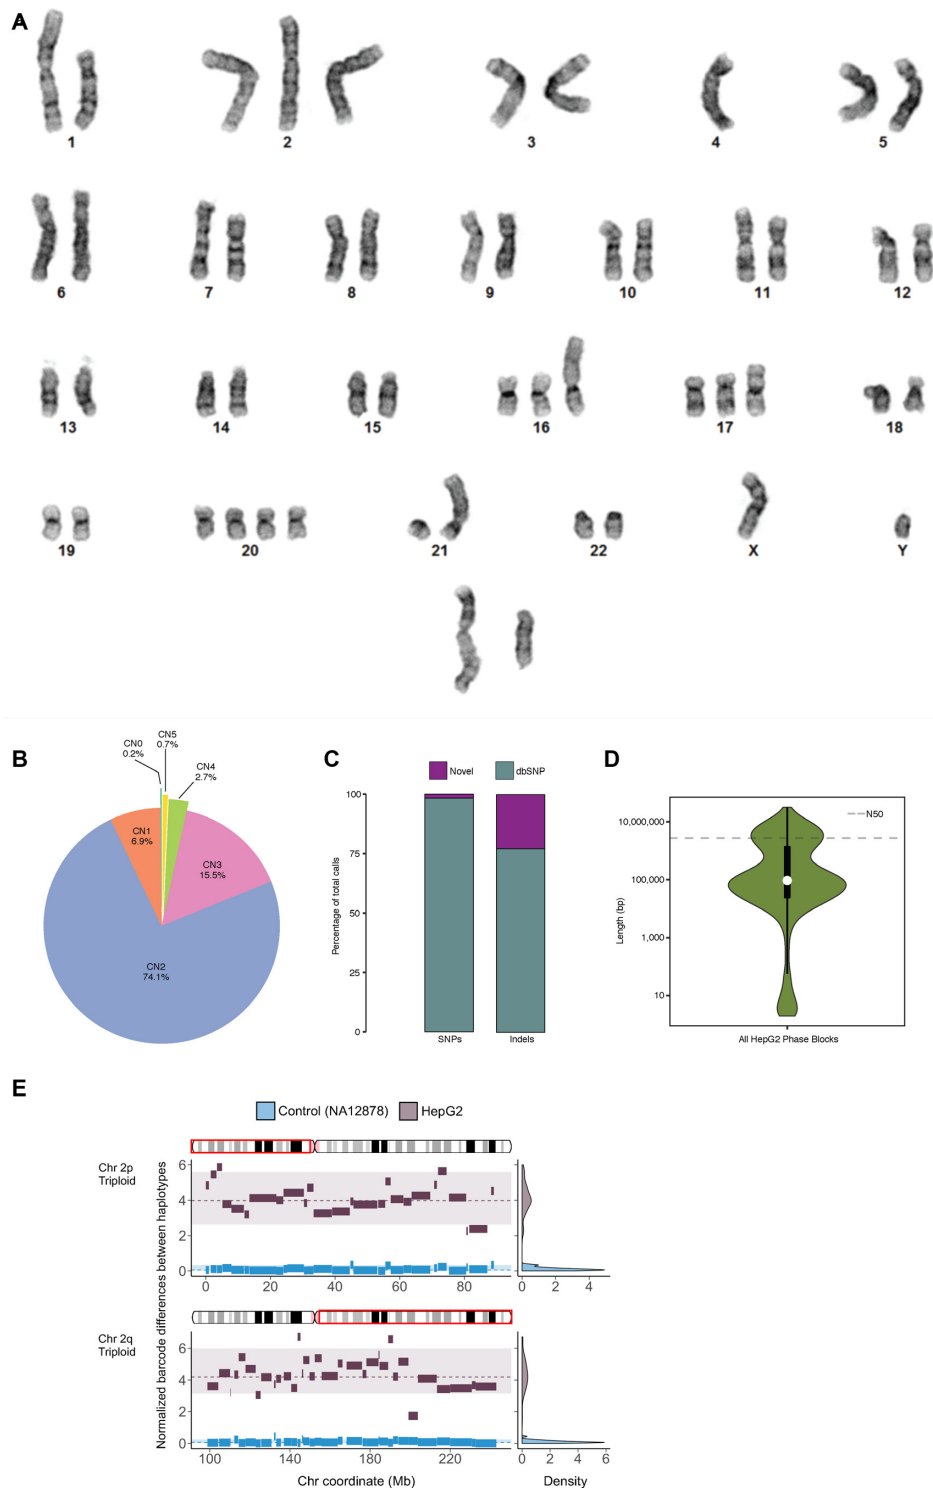 A
1 2 3 4 5
6 7 8 9 10 11 12
13 14 15 16 17 18
19 20 21 22 X Y
B
CN0
0.2%
CN5
0.7%
CN4
2.7%
CN1
6.9%
CN3
15.5%
CN2
74.1%
C
Novel dbSNP
Percentage of total calls
100
75
50
25
0
SNPs Indels
D
N50
Length (bp)
10,000,000
100,000
1,000
10
All HepG2 Phase Blocks
E
Control (NA12878) HepG2
Normalized barcode differences between haplotypes
Chr 2p
Triploid
6
4
2
0
0 20 40 60 80
0 2 4
Chr 2q
Triploid
6
4
2
0
100 140 180 220
0 2 4 6
Chr coordinate (Mb) Density